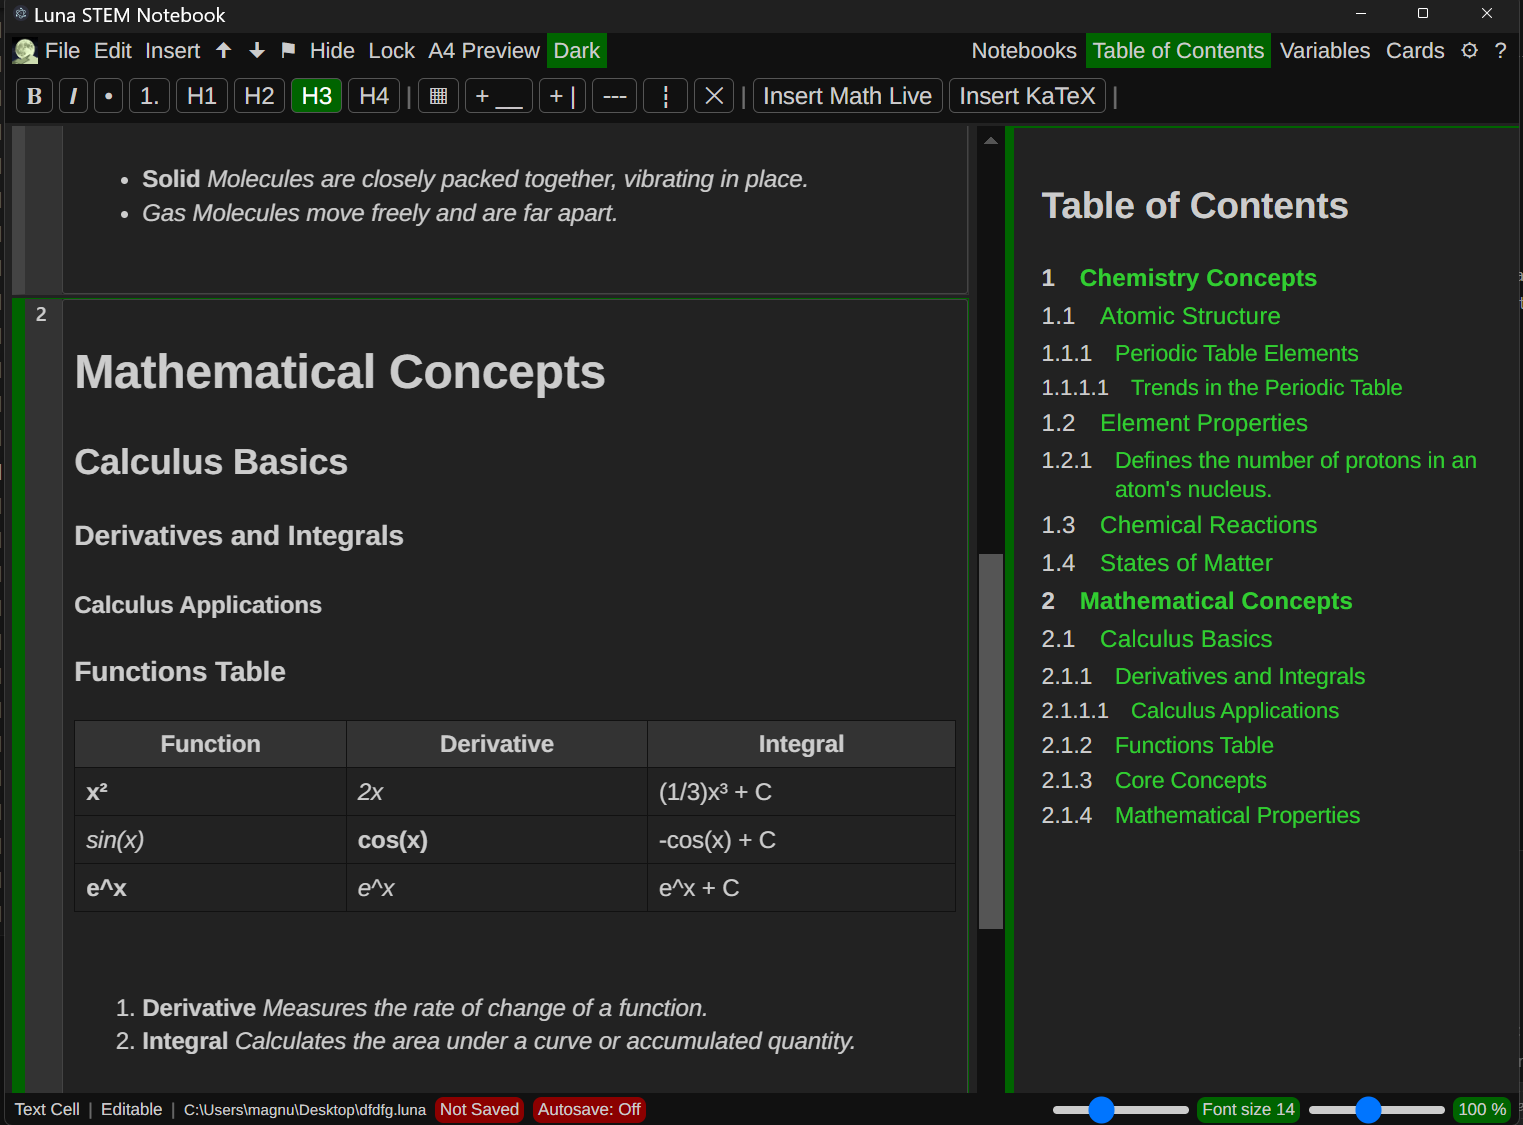 Luna STEM Notebook
File Edit Insert Hide Lock A4 Preview Dark Notebooks Table of Contents Variables Cards ?
B I • 1. H1 H2 H3 H4 | + __ + | --- ¦ X | Insert Math Live Insert KaTeX |
• Solid Molecules are closely packed together, vibrating in place.
• Gas Molecules move freely and are far apart.
2
Mathematical Concepts
Calculus Basics
Derivatives and Integrals
Calculus Applications
Functions Table
Function Derivative Integral
x² 2x (1/3)x³ + C
sin(x) cos(x) -cos(x) + C
e^x e^x e^x + C
1. Derivative Measures the rate of change of a function.
2. Integral Calculates the area under a curve or accumulated quantity.
Table of Contents
1 Chemistry Concepts
1.1 Atomic Structure
1.1.1 Periodic Table Elements
1.1.1.1 Trends in the Periodic Table
1.2 Element Properties
1.2.1 Defines the number of protons in an
atom's nucleus.
1.3 Chemical Reactions
1.4 States of Matter
2 Mathematical Concepts
2.1 Calculus Basics
2.1.1 Derivatives and Integrals
2.1.1.1 Calculus Applications
2.1.2 Functions Table
2.1.3 Core Concepts
2.1.4 Mathematical Properties
Text Cell | Editable | C:\Users\magnu\Desktop\dfdfg.luna Not Saved Autosave: Off Font size 14 100 %